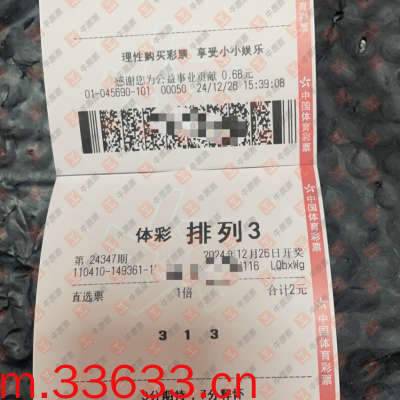 理性购买彩票 享受小小娱乐
感谢您为公益事业贡献 0.68元
01-045690-101 00050 24/12/26 15:39:08
中国体育彩票
体彩 排列3
第 24347期 2024年12月26日开奖
110410-149361-1 116 LQbxWg
直选票 1倍 合计2元
3 1 3
中国体育彩票
中国体育彩票
m.33633.cn